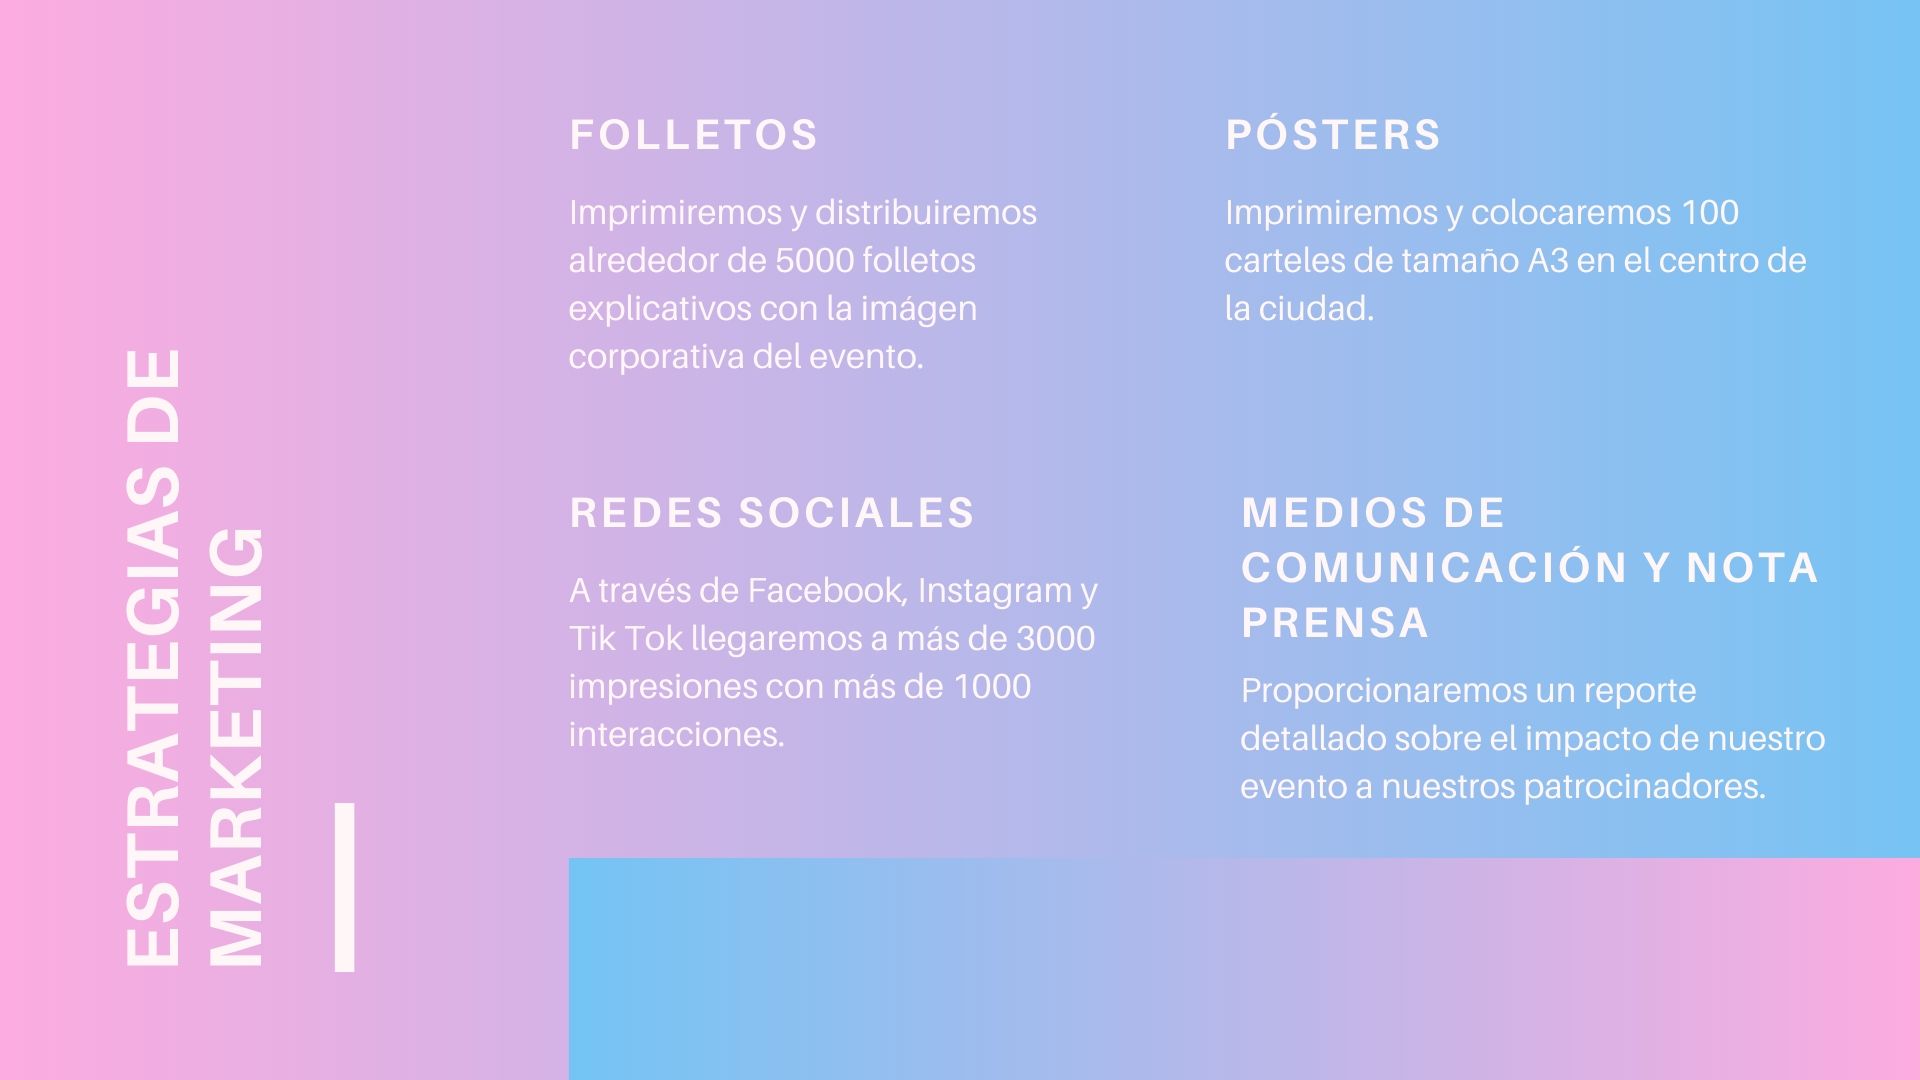 ESTRATEGIAS DE
MARKETING
FOLLETOS
Imprimiremos y distribuiremos
alrededor de 5000 folletos
explicativos con la imágen
corporativa del evento.
PÓSTERS
Imprimiremos y colocaremos 100
carteles de tamaño A3 en el centro de
la ciudad.
REDES SOCIALES
A través de Facebook, Instagram y
Tik Tok llegaremos a más de 3000
impresiones con más de 1000
interacciones.
MEDIOS DE
COMUNICACIÓN Y NOTA
PRENSA
Proporcionaremos un reporte
detallado sobre el impacto de nuestro
evento a nuestros patrocinadores.